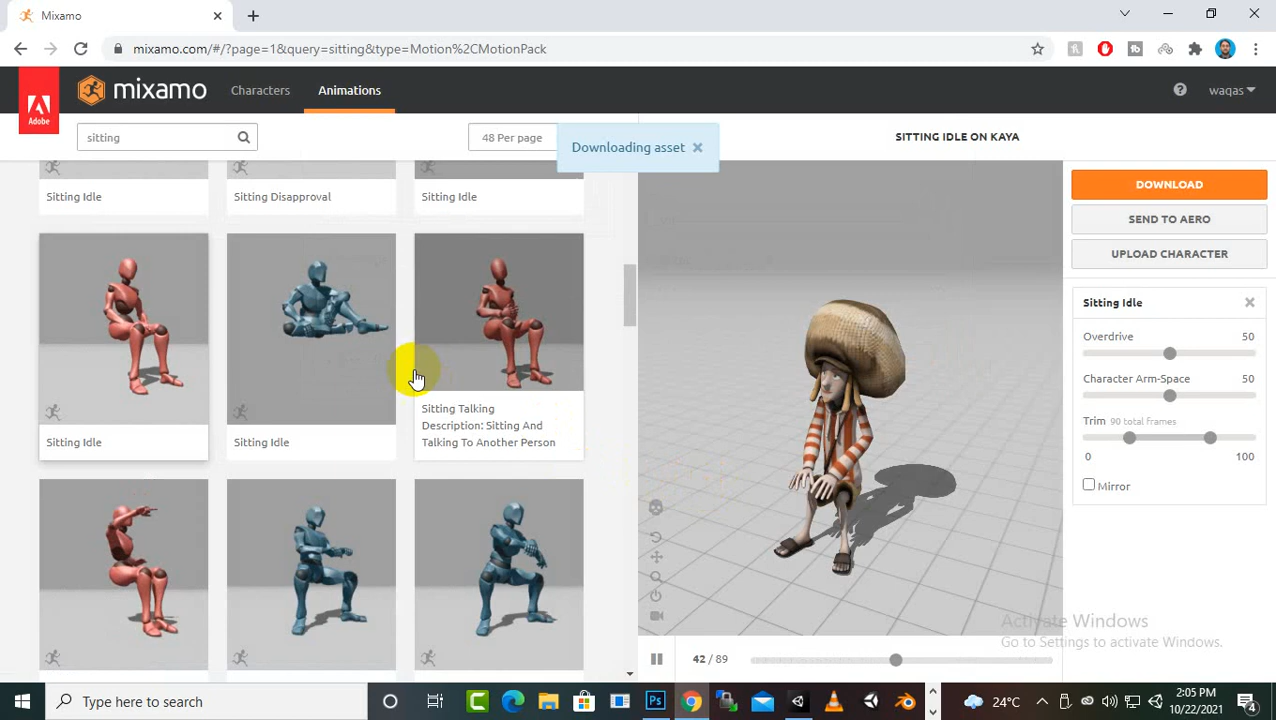 Mixamo
mixamo.com/#/?page=1&query=sitting&type=Motion%2CMotionPack
Adobe
mixamo
Characters
Animations
waqas
sitting
48 Per page
Downloading asset
SITTING IDLE ON KAYA
Sitting Idle
Sitting Disapproval
Sitting Idle
Sitting Idle
Sitting Idle
Sitting Talking
Description: Sitting And
Talking To Another Person
DOWNLOAD
SEND TO AERO
UPLOAD CHARACTER
Sitting Idle
Overdrive 50
Character Arm-Space 50
Trim 90 total frames
0 100
Mirror
Activate Windows
Go to Settings to activate Windows.
42 / 89
Type here to search
Ps
24°C
2:05 PM
10/22/2021
4